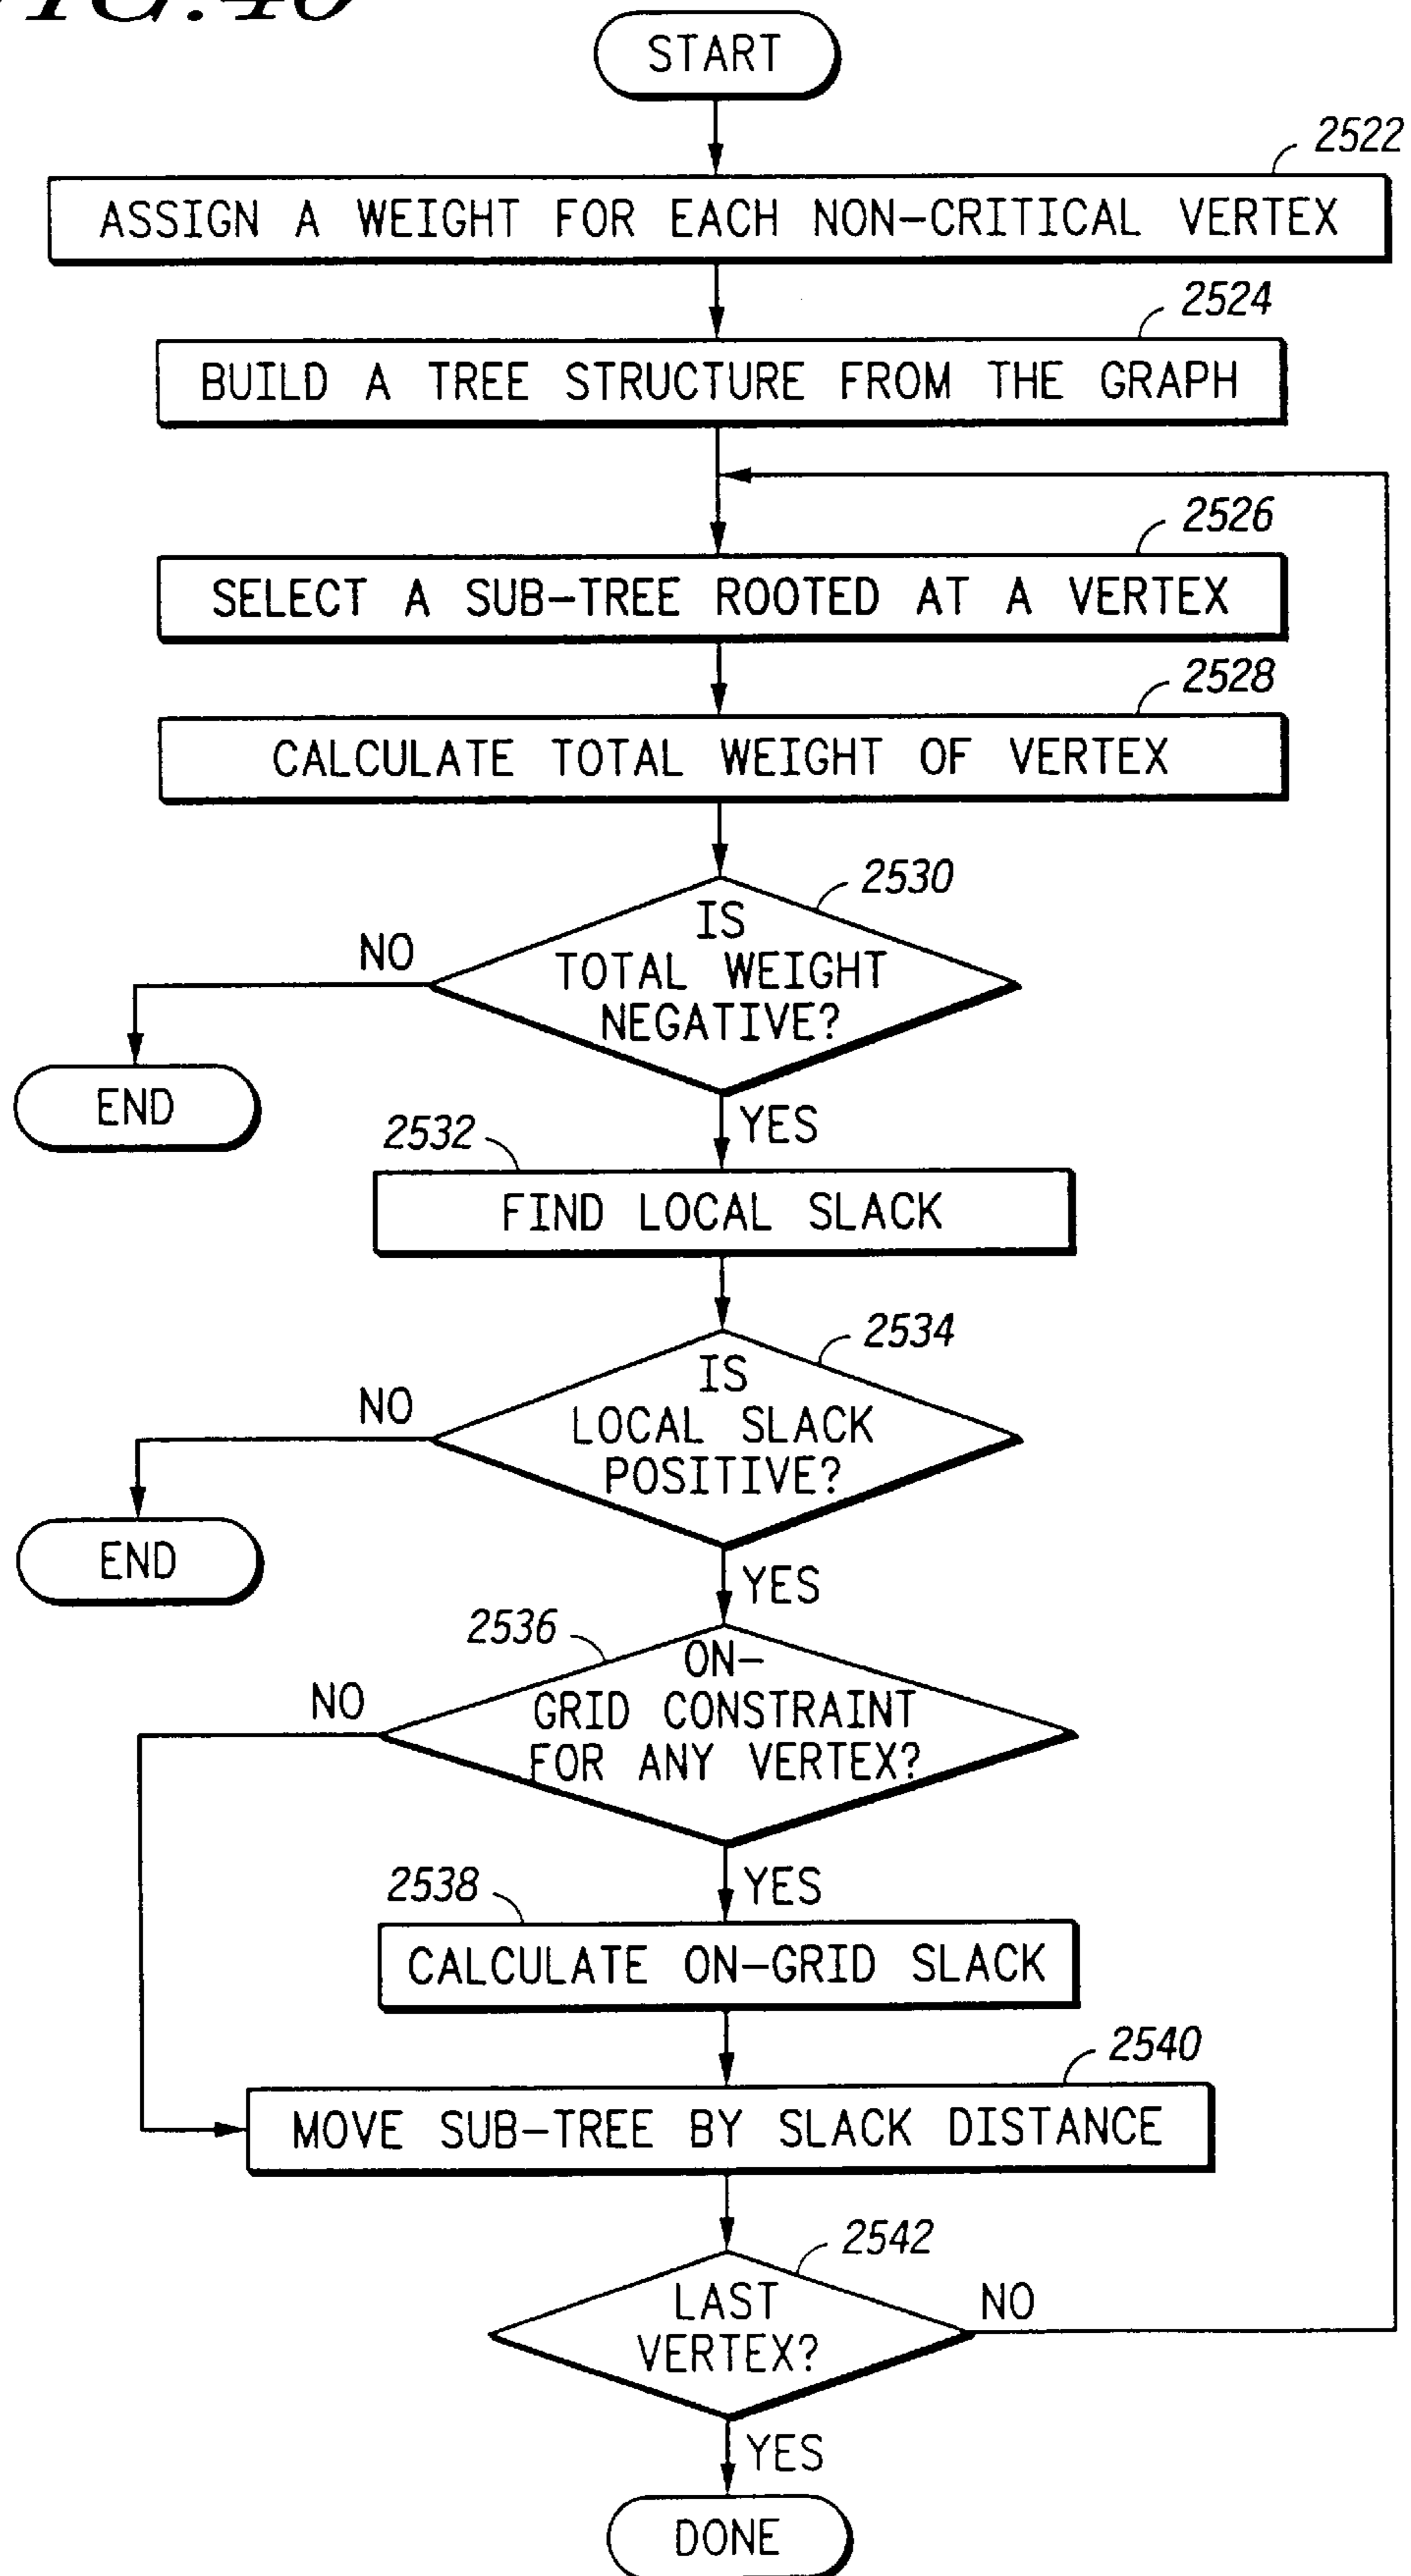 START
2522
ASSIGN A WEIGHT FOR EACH NON-CRITICAL VERTEX
2524
BUILD A TREE STRUCTURE FROM THE GRAPH
2526
SELECT A SUB-TREE ROOTED AT A VERTEX
2528
CALCULATE TOTAL WEIGHT OF VERTEX
2530
IS
TOTAL WEIGHT
NEGATIVE?
NO
END
YES
2532
FIND LOCAL SLACK
2534
IS
LOCAL SLACK
POSITIVE?
NO
END
YES
2536
ON-
GRID CONSTRAINT
FOR ANY VERTEX?
NO
YES
2538
CALCULATE ON-GRID SLACK
2540
MOVE SUB-TREE BY SLACK DISTANCE
2542
LAST
VERTEX?
NO
YES
DONE